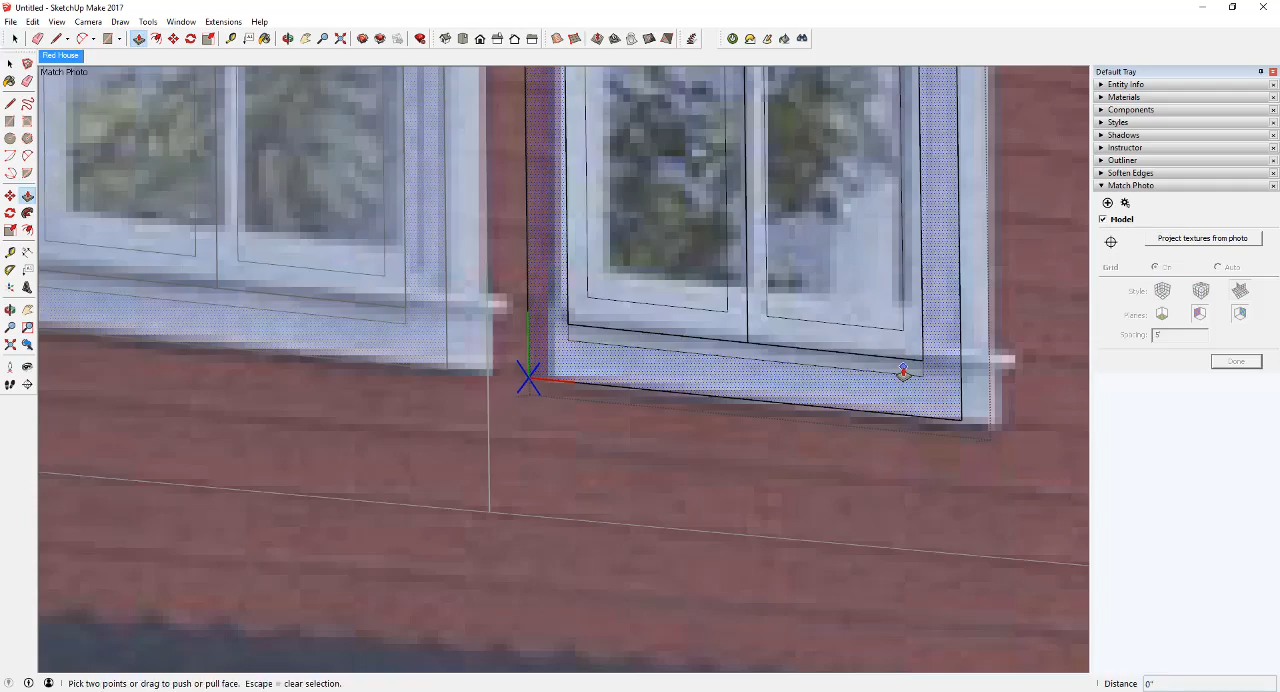 Untitled - SketchUp Make 2017
File Edit View Camera Draw Tools Window Extensions Help
Red House
Match Photo
Default Tray
Entity Info
Materials
Components
Styles
Shadows
Instructor
Outliner
Soften Edges
Match Photo
Model
Project textures from photo
Grid On Auto
Style:
Planes:
Spacing: 5
Done
Pick two points or drag to push or pull face. Escape = clear selection.
Distance 0"